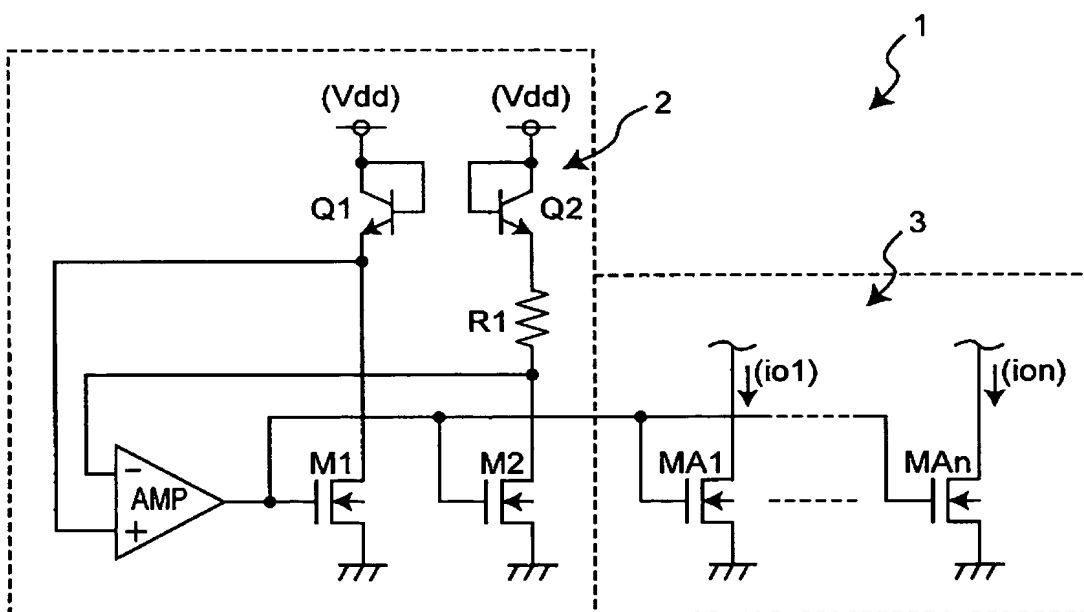 1
(Vdd)
(Vdd)
2
Q1
Q2
3
R1
(io1)
(ion)
M1
M2
MA1
MAn
−
AMP
+